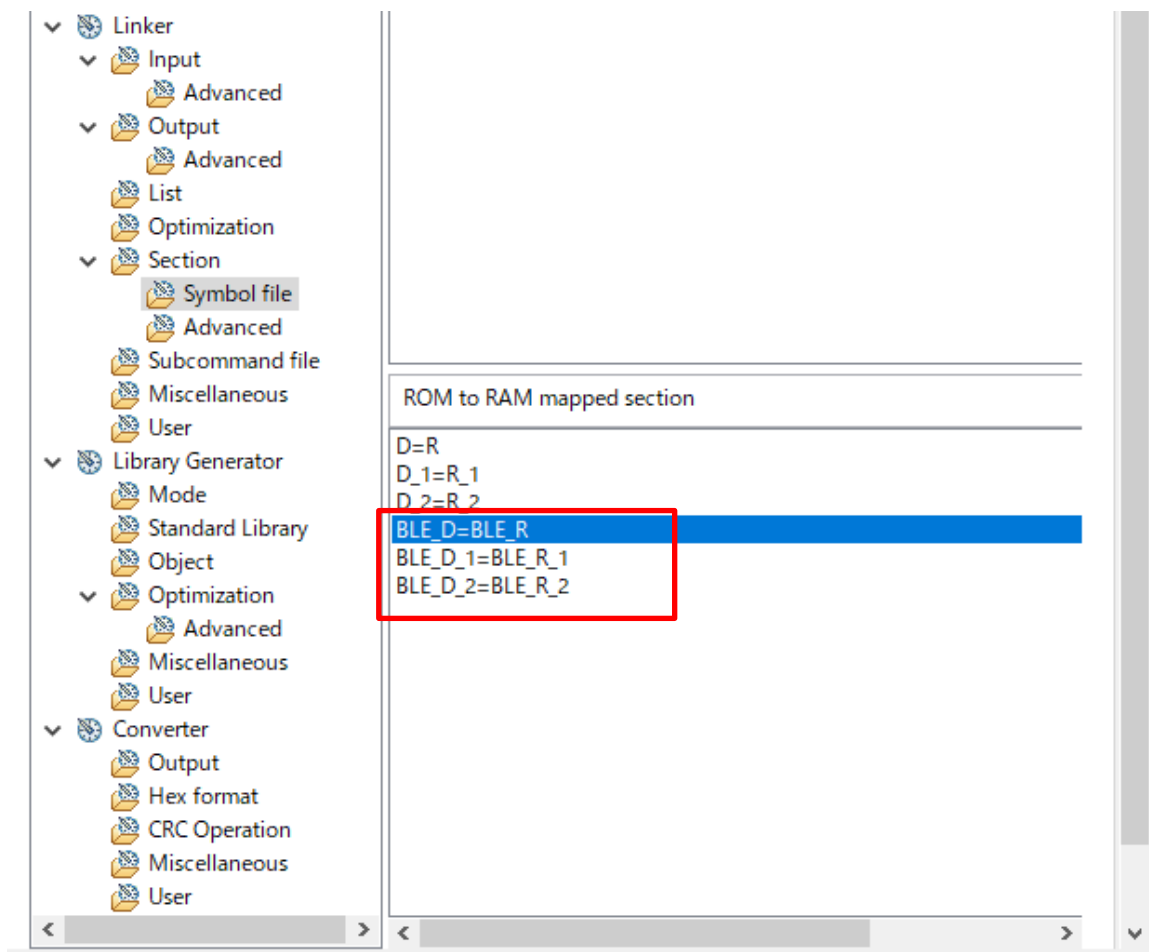 Linker
Input
Advanced
Output
Advanced
List
Optimization
Section
Symbol file
Advanced
Subcommand file
Miscellaneous
User
Library Generator
Mode
Standard Library
Object
Optimization
Advanced
Miscellaneous
User
Converter
Output
Hex format
CRC Operation
Miscellaneous
User
ROM to RAM mapped section
D=R
D_1=R_1
D_2=R_2
BLE_D=BLE_R
BLE_D_1=BLE_R_1
BLE_D_2=BLE_R_2